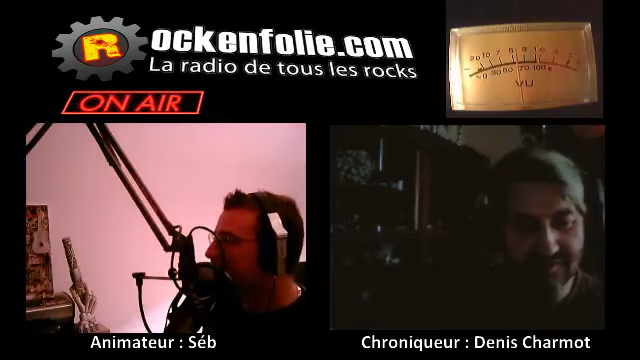 Rockenfolie.com
La radio de tous les rocks
ON AIR
VU
Animateur : Séb
Chroniqueur : Denis Charmot